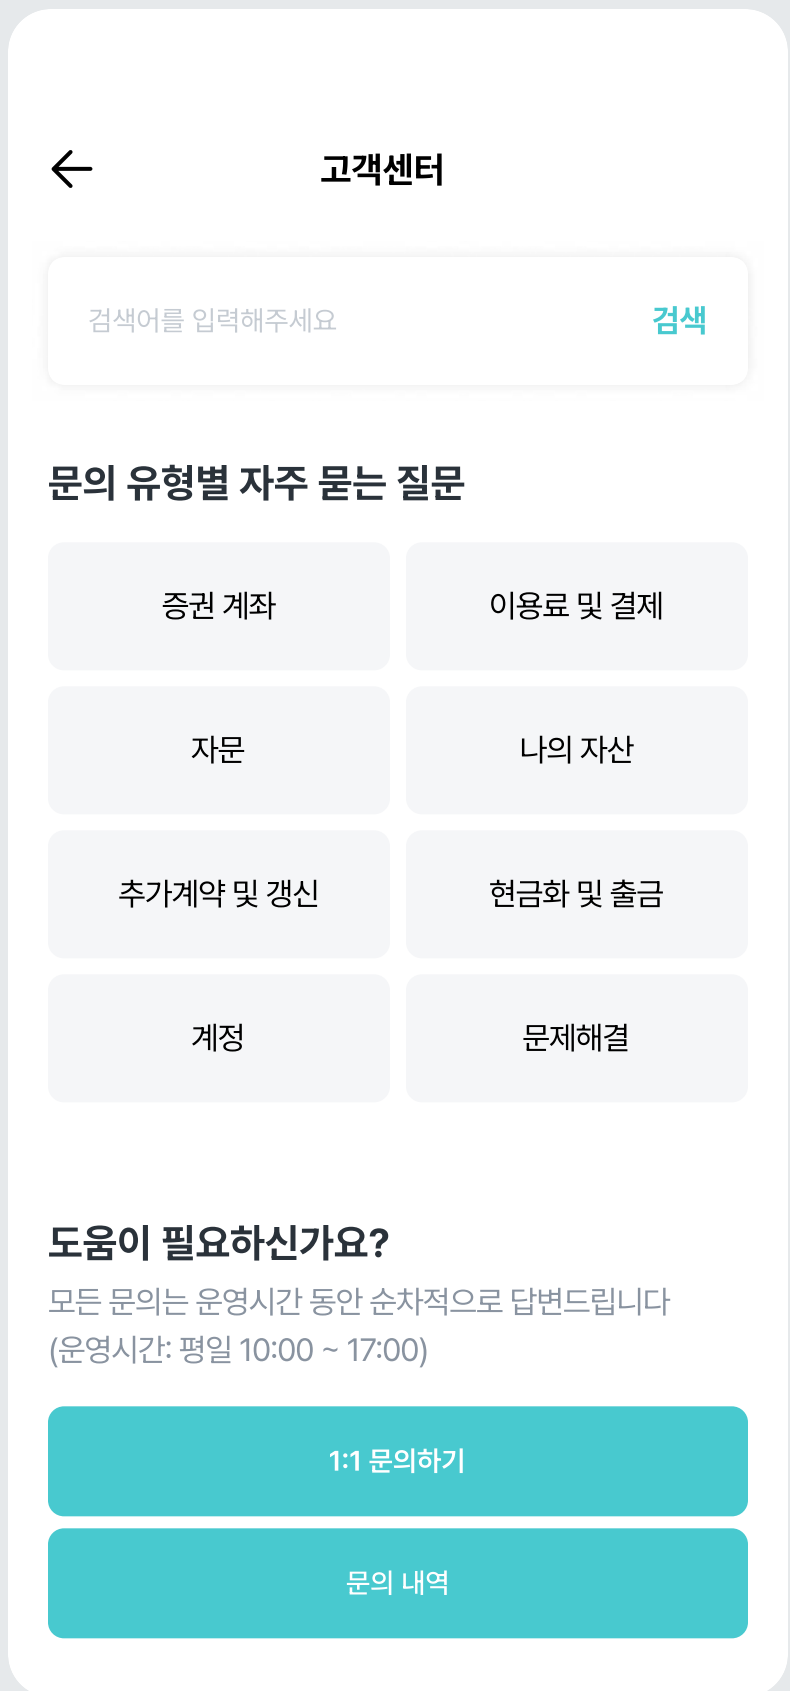 고객센터
검색어를 입력해주세요
검색
문의 유형별 자주 묻는 질문
증권 계좌
이용료 및 결제
자문
나의 자산
추가계약 및 갱신
현금화 및 출금
계정
문제해결
도움이 필요하신가요?
모든 문의는 운영시간 동안 순차적으로 답변드립니다
(운영시간: 평일 10:00 ~ 17:00)
1:1 문의하기
문의 내역